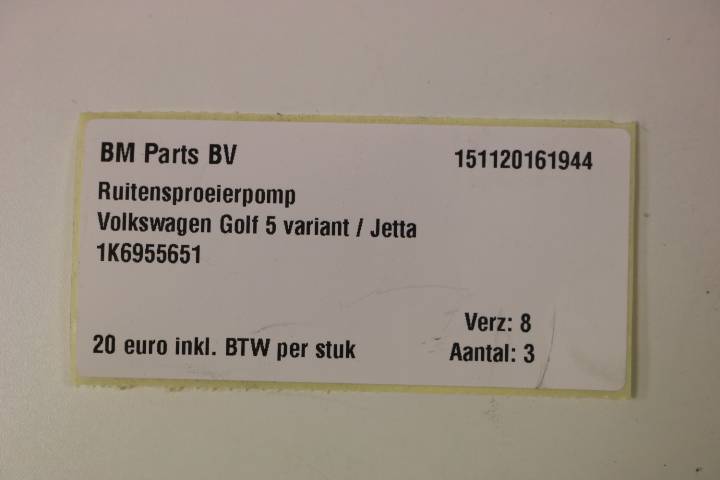 BM Parts BV 151120161944
Ruitensproeierpomp
Volkswagen Golf 5 variant / Jetta
1K6955651
Verz: 8
20 euro inkl. BTW per stuk Aantal: 3